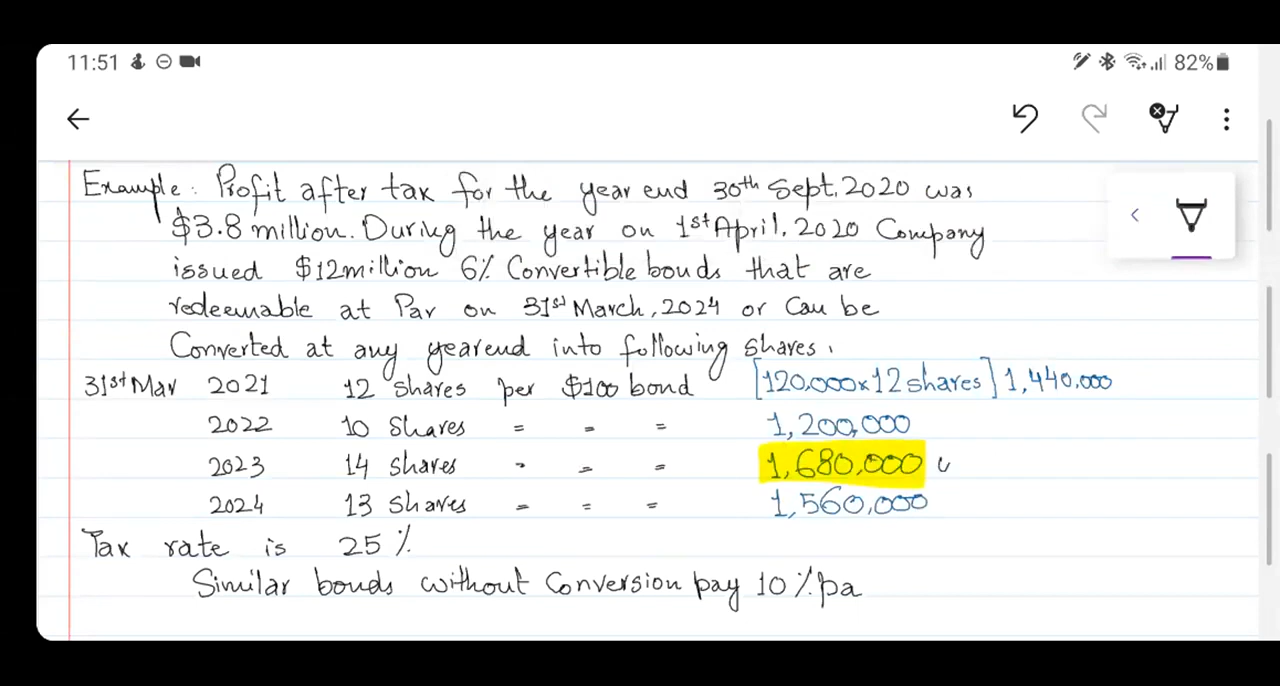 11:51 82%
Example: Profit after tax for the year end 30th Sept. 2020 was
$3.8 million. During the year on 1st April, 2020 Company
issued $12million 6% Convertible bonds that are
redeemable at Par on 31st March, 2024 or Can be
Converted at any yearend into following shares.
31st Mar 2021 12 shares per $100 bond [120,000x12 shares] 1,440,000
2022 10 Shares = - = 1,200,000
2023 14 shares - = = 1,680,000
2024 13 shares = = = 1,560,000
Tax rate is 25%
Similar bonds without Conversion pay 10% pa